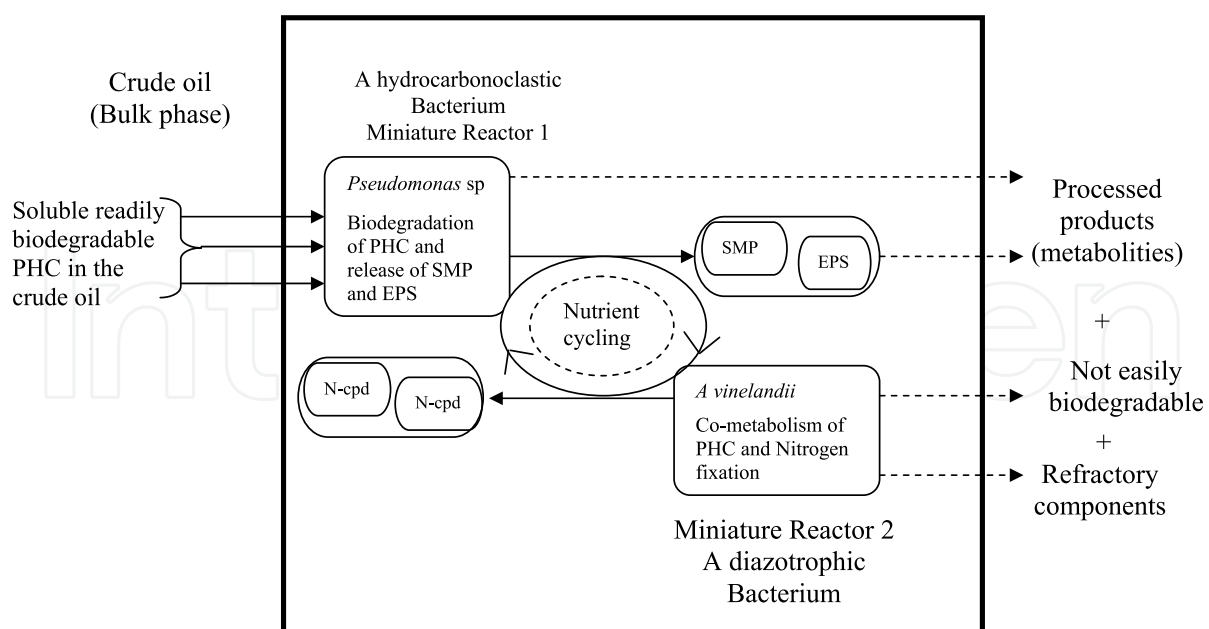 Crude oil
(Bulk phase)
A hydrocarbonoclastic
Bacterium
Miniature Reactor 1
Soluble readily
biodegradable
PHC in the
crude oil
Pseudomonas sp
Biodegradation
of PHC and
release of SMP
and EPS
SMP
EPS
Nutrient
cycling
N-cpd
N-cpd
A vinelandii
Co-metabolism of
PHC and Nitrogen
fixation
Miniature Reactor 2
A diazotrophic
Bacterium
Processed
products
(metabolities)
+
Not easily
biodegradable
+
Refractory
components